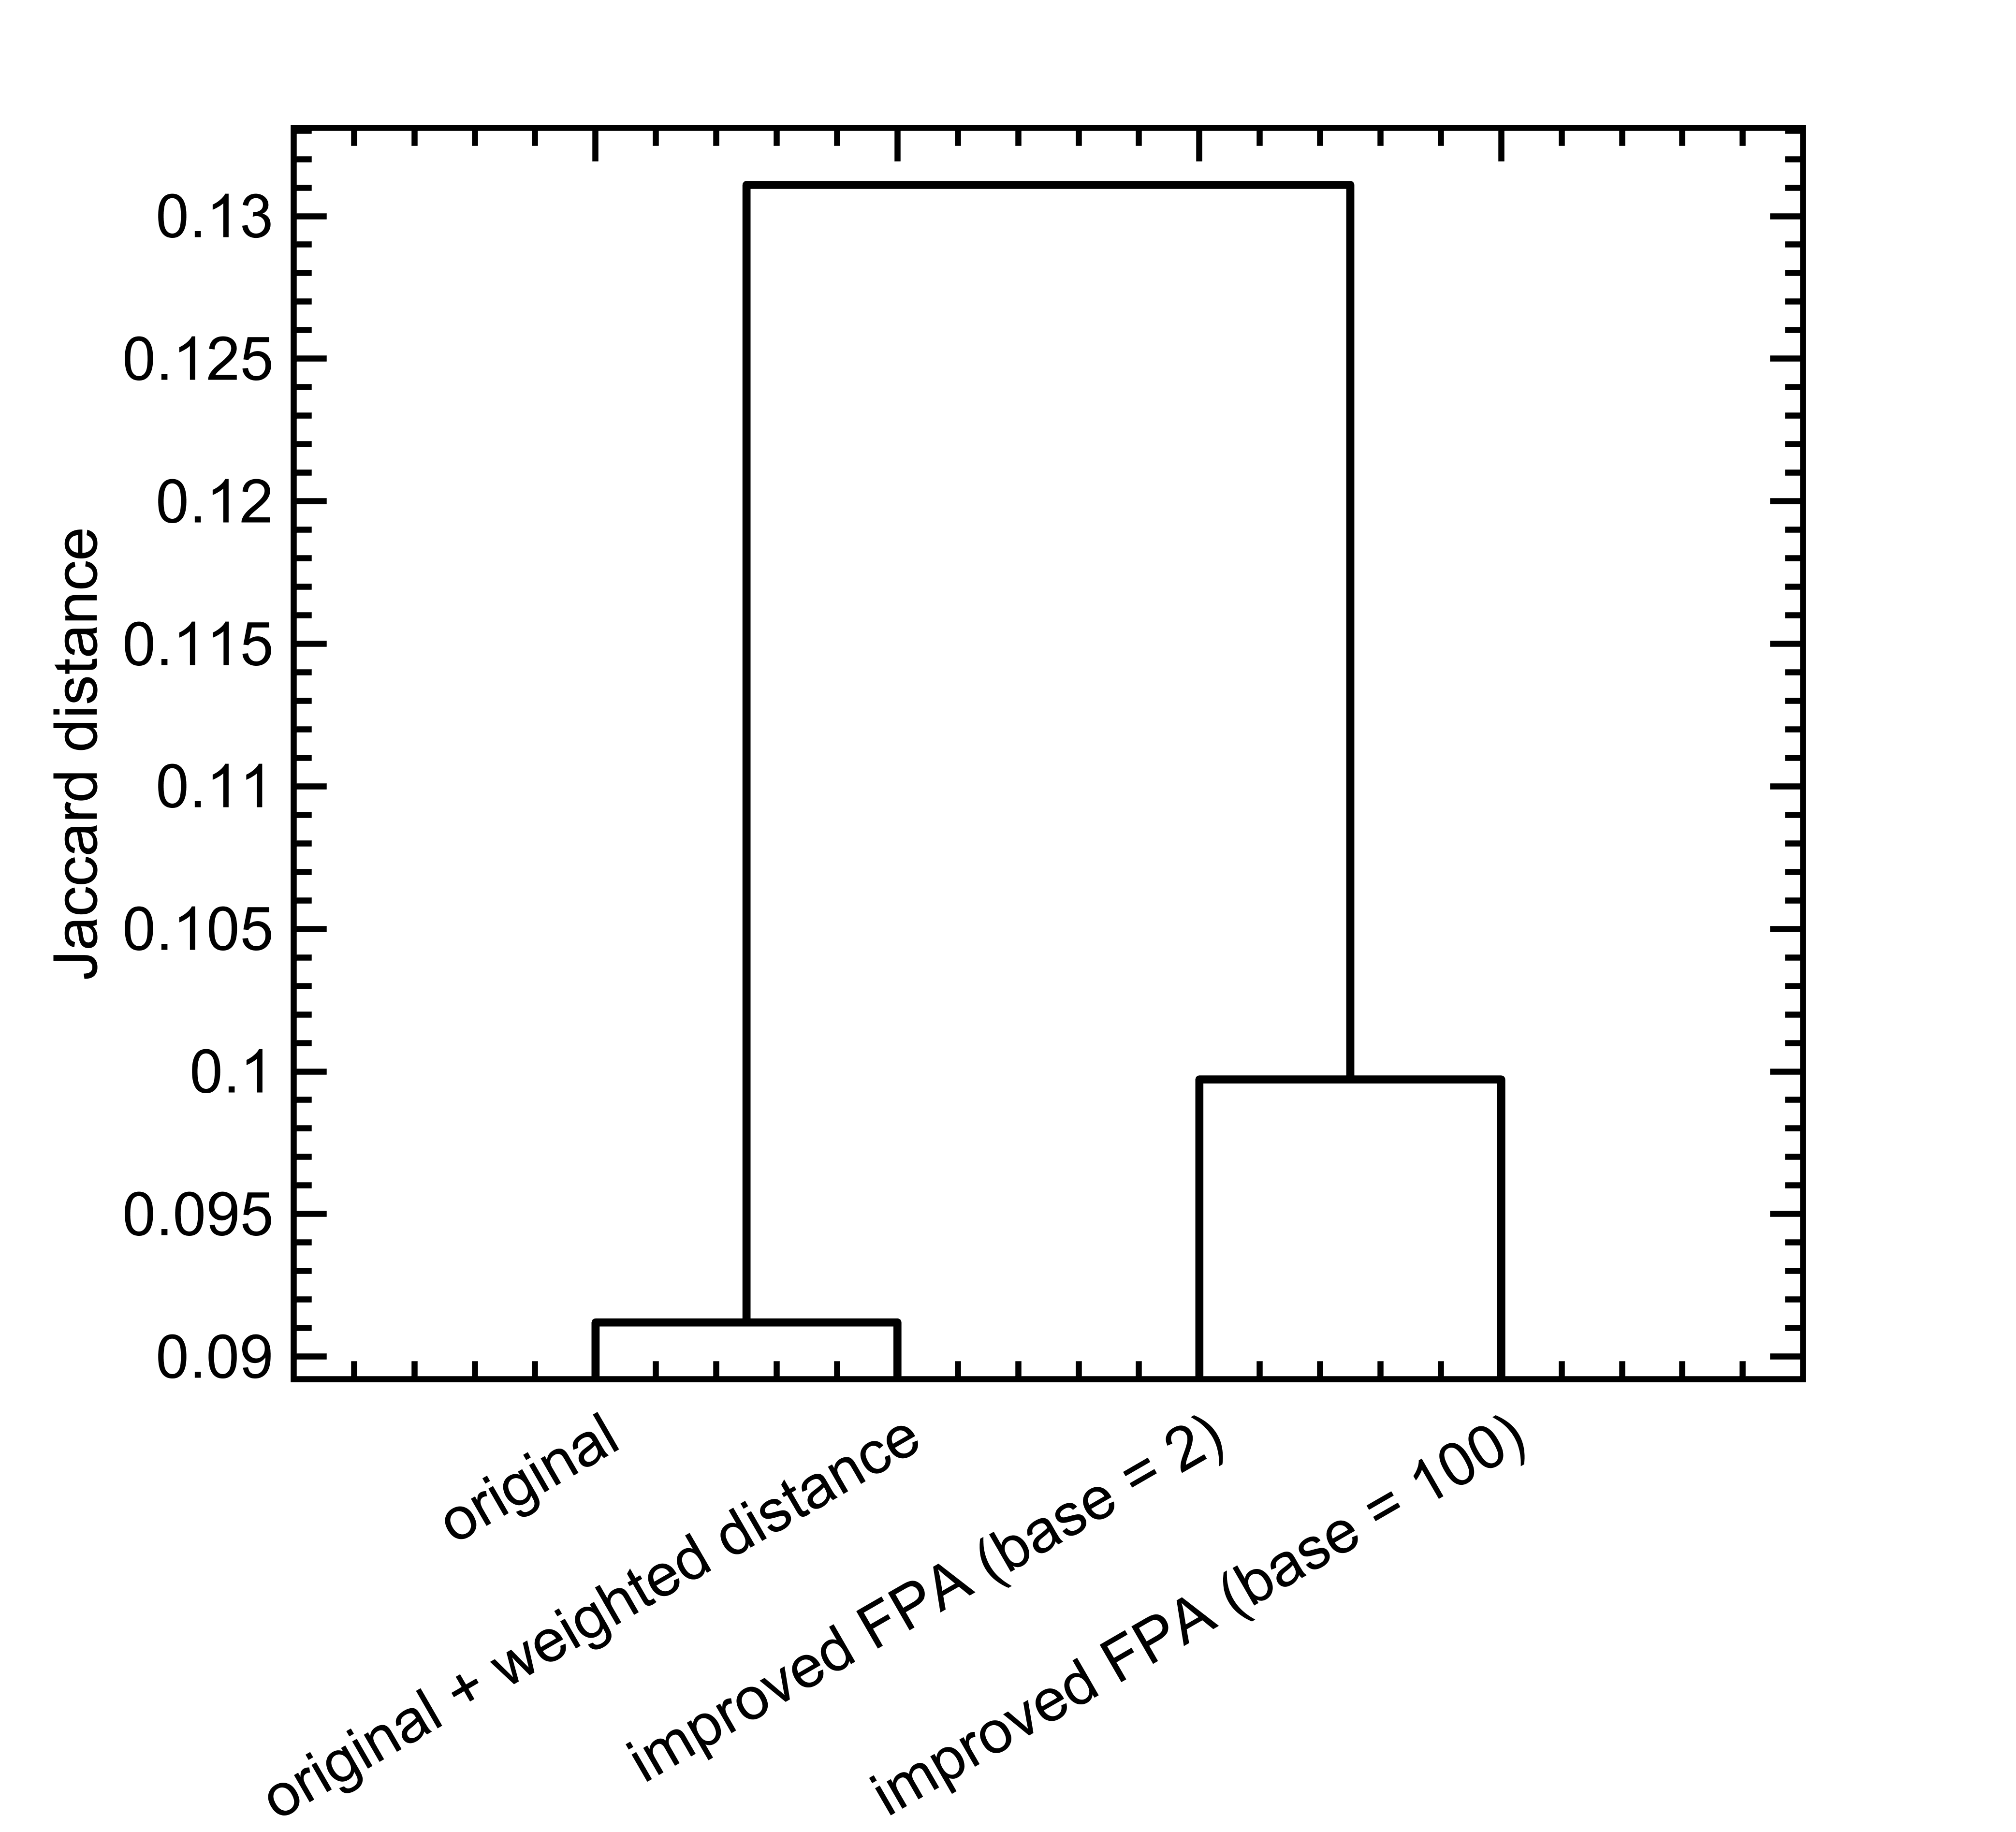 0.13
0.125
0.12
0.115
0.11
0.105
0.1
0.095
0.09
Jaccard distance
original
original + weighted distance
improved FPA (base = 2)
improved FPA (base = 100))